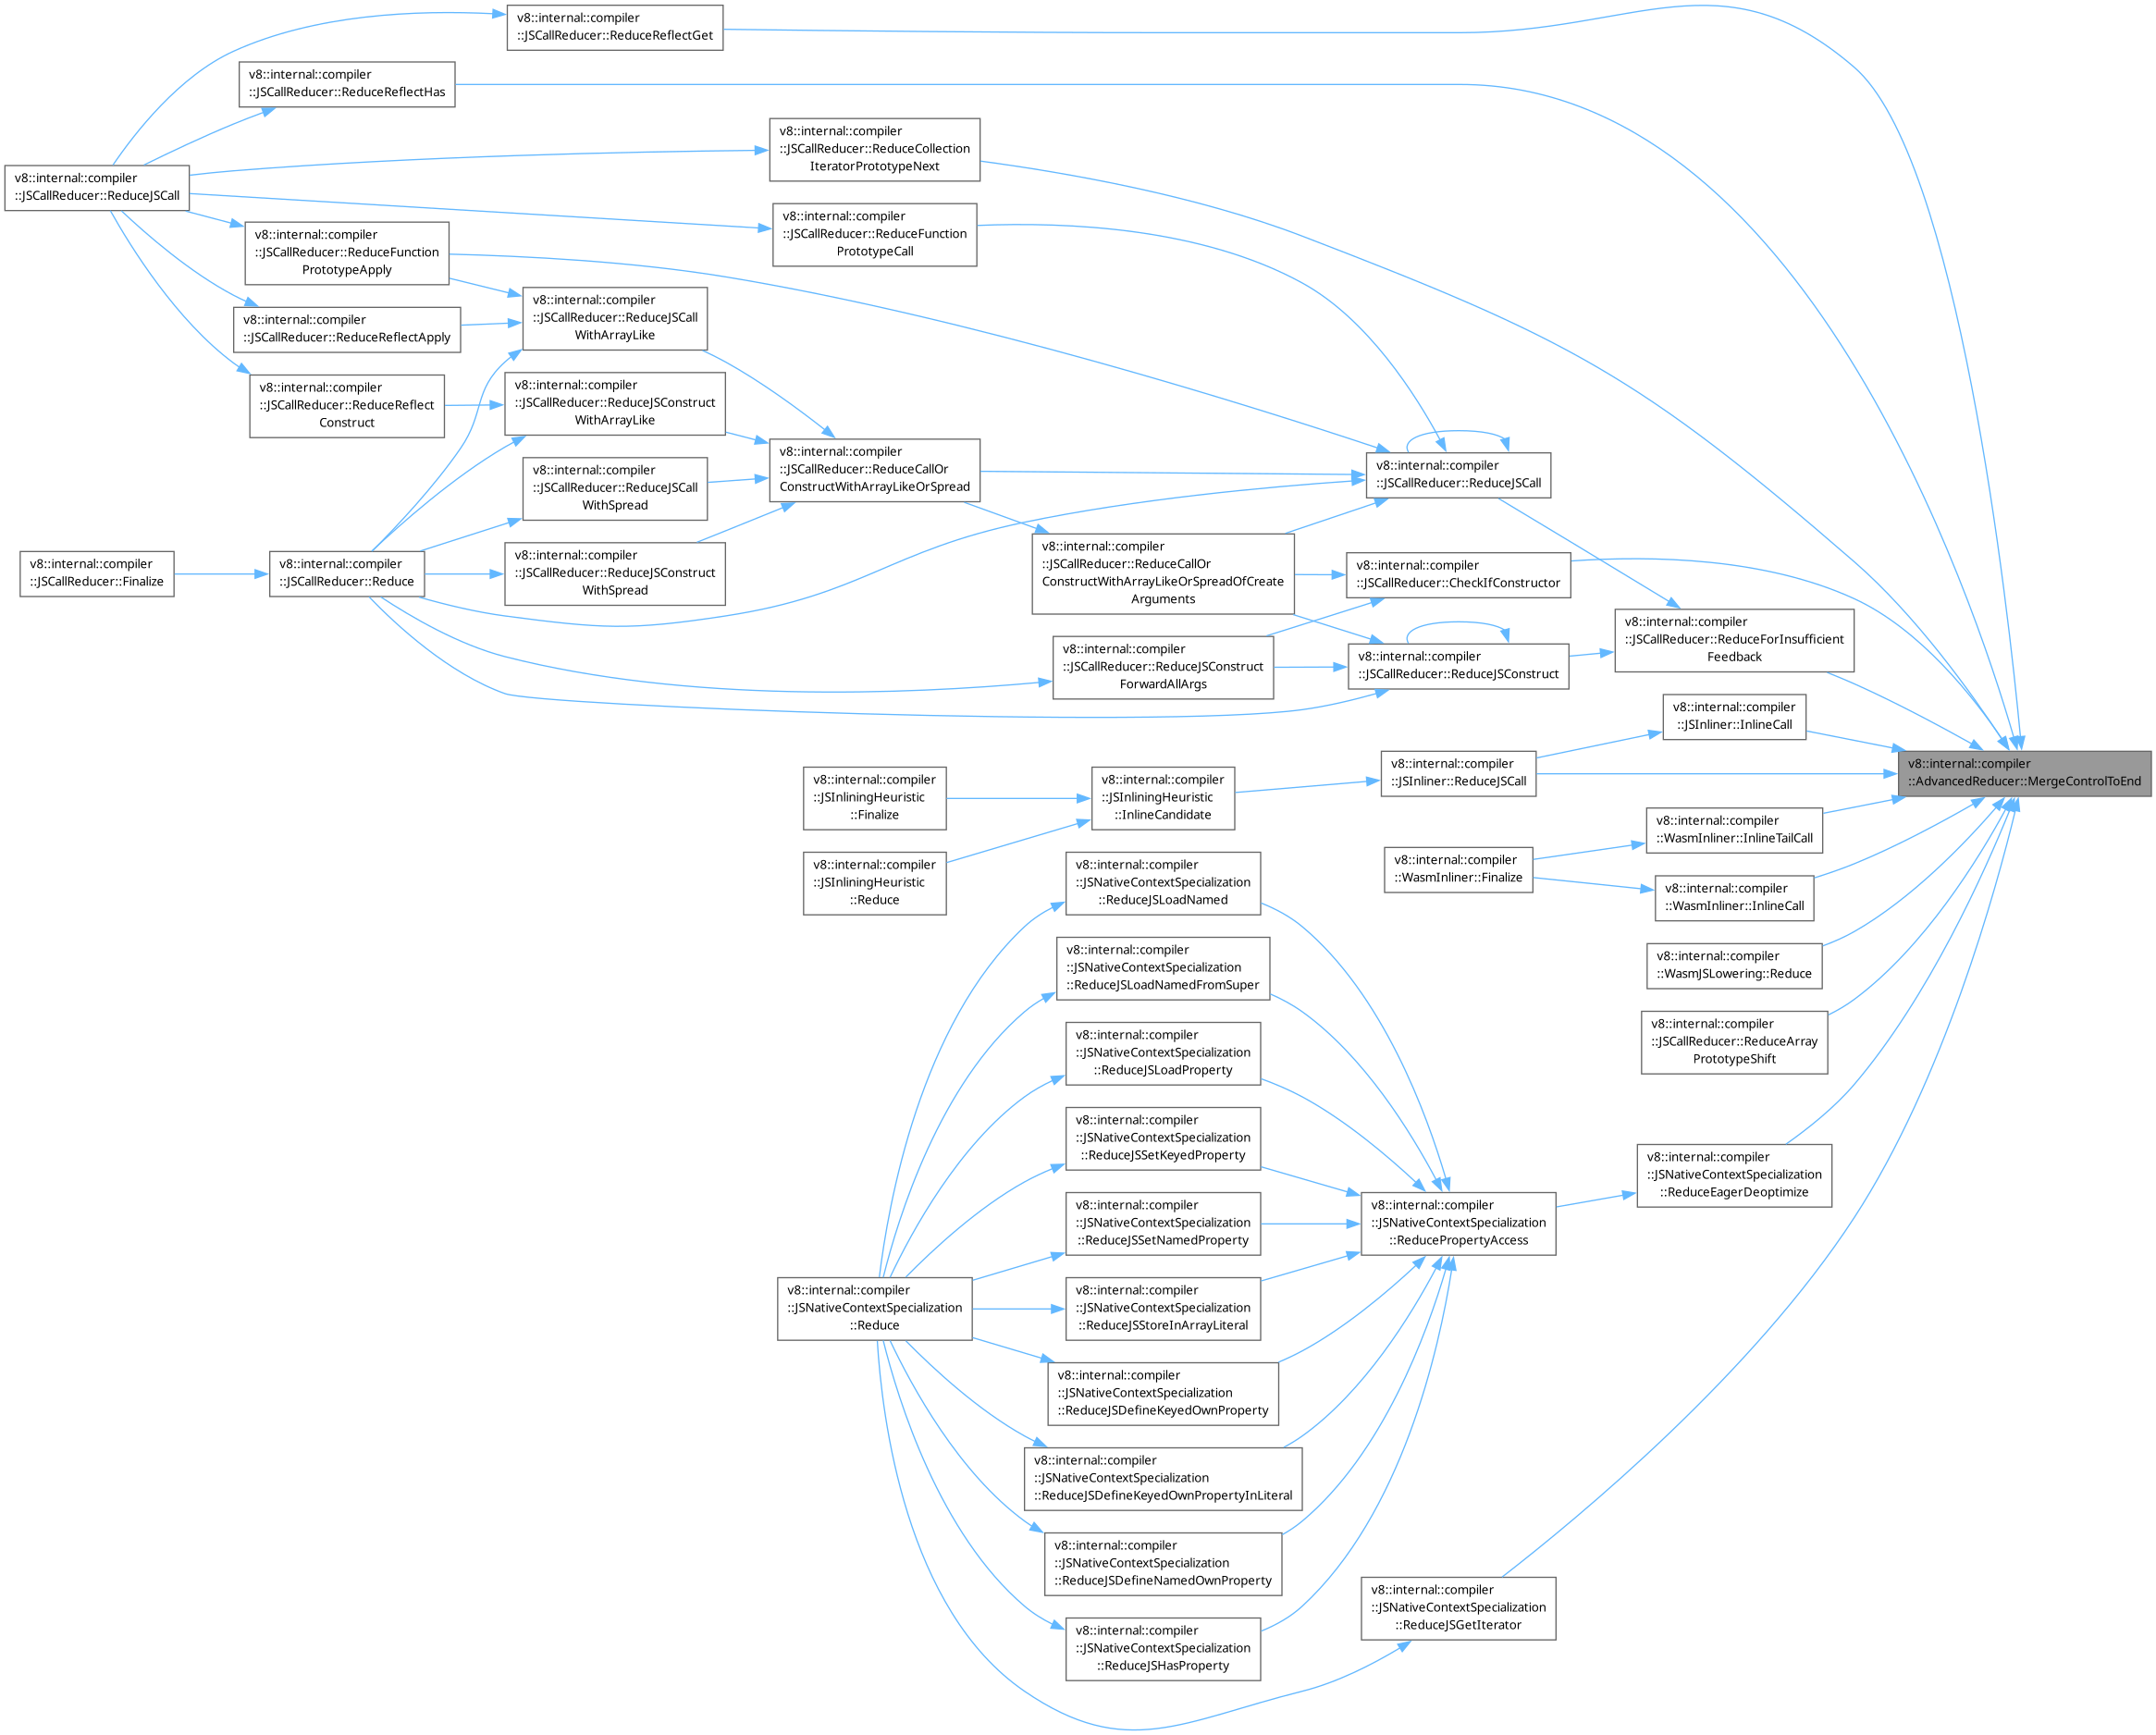 v8::internal::compiler
::JSCallReducer::ReduceReflectGet
v8::internal::compiler
::JSCallReducer::ReduceReflectHas
v8::internal::compiler
::JSCallReducer::ReduceCollection
IteratorPrototypeNext
v8::internal::compiler
::JSCallReducer::ReduceJSCall
v8::internal::compiler
::JSCallReducer::ReduceFunction
PrototypeCall
v8::internal::compiler
::JSCallReducer::ReduceFunction
PrototypeApply
v8::internal::compiler
::JSCallReducer::ReduceJSCall
WithArrayLike
v8::internal::compiler
::JSCallReducer::ReduceReflectApply
v8::internal::compiler
::JSCallReducer::ReduceReflect
Construct
v8::internal::compiler
::JSCallReducer::ReduceJSConstruct
WithArrayLike
v8::internal::compiler
::JSCallReducer::ReduceCallOr
ConstructWithArrayLikeOrSpread
v8::internal::compiler
::JSCallReducer::ReduceJSCall
v8::internal::compiler
::JSCallReducer::ReduceJSCall
WithSpread
v8::internal::compiler
::JSCallReducer::Finalize
v8::internal::compiler
::JSCallReducer::Reduce
v8::internal::compiler
::JSCallReducer::ReduceJSConstruct
WithSpread
v8::internal::compiler
::JSCallReducer::ReduceCallOr
ConstructWithArrayLikeOrSpreadOfCreate
Arguments
v8::internal::compiler
::JSCallReducer::CheckIfConstructor
v8::internal::compiler
::JSCallReducer::ReduceForInsufficient
Feedback
v8::internal::compiler
::JSCallReducer::ReduceJSConstruct
ForwardAllArgs
v8::internal::compiler
::JSCallReducer::ReduceJSConstruct
v8::internal::compiler
::JSInliner::InlineCall
v8::internal::compiler
::AdvancedReducer::MergeControlToEnd
v8::internal::compiler
::JSInliner::ReduceJSCall
v8::internal::compiler
::JSInliningHeuristic
::Finalize
v8::internal::compiler
::JSInliningHeuristic
::InlineCandidate
v8::internal::compiler
::WasmInliner::InlineTailCall
v8::internal::compiler
::JSInliningHeuristic
::Reduce
v8::internal::compiler
::JSNativeContextSpecialization
::ReduceJSLoadNamed
v8::internal::compiler
::WasmInliner::Finalize
v8::internal::compiler
::WasmInliner::InlineCall
v8::internal::compiler
::JSNativeContextSpecialization
::ReduceJSLoadNamedFromSuper
v8::internal::compiler
::WasmJSLowering::Reduce
v8::internal::compiler
::JSNativeContextSpecialization
::ReduceJSLoadProperty
v8::internal::compiler
::JSCallReducer::ReduceArray
PrototypeShift
v8::internal::compiler
::JSNativeContextSpecialization
::ReduceJSSetKeyedProperty
v8::internal::compiler
::JSNativeContextSpecialization
::ReduceEagerDeoptimize
v8::internal::compiler
::JSNativeContextSpecialization
::ReduceJSSetNamedProperty
v8::internal::compiler
::JSNativeContextSpecialization
::ReducePropertyAccess
v8::internal::compiler
::JSNativeContextSpecialization
::Reduce
v8::internal::compiler
::JSNativeContextSpecialization
::ReduceJSStoreInArrayLiteral
v8::internal::compiler
::JSNativeContextSpecialization
::ReduceJSDefineKeyedOwnProperty
v8::internal::compiler
::JSNativeContextSpecialization
::ReduceJSDefineKeyedOwnPropertyInLiteral
v8::internal::compiler
::JSNativeContextSpecialization
::ReduceJSDefineNamedOwnProperty
v8::internal::compiler
::JSNativeContextSpecialization
::ReduceJSGetIterator
v8::internal::compiler
::JSNativeContextSpecialization
::ReduceJSHasProperty